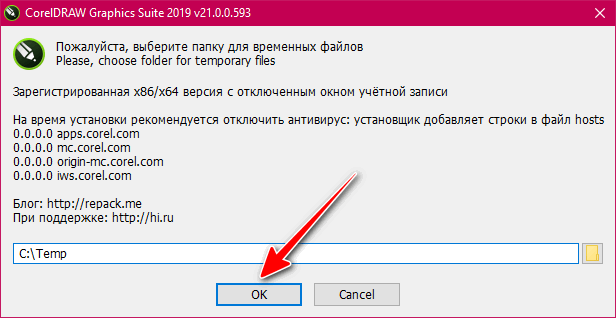 CorelDRAW Graphics Suite 2019 v21.0.0.593
Пожалуйста, выберите папку для временных файлов
Please, choose folder for temporary files
Зарегистрированная x86/x64 версия с отключенным окном учётной записи
На время установки рекомендуется отключить антивирус: установщик добавляет строки в файл hosts
0.0.0.0 apps.corel.com
0.0.0.0 mc.corel.com
0.0.0.0 origin-mc.corel.com
0.0.0.0 iws.corel.com
Блог: http://repack.me
При поддержке: http://hi.ru
C:\Temp
OK Cancel